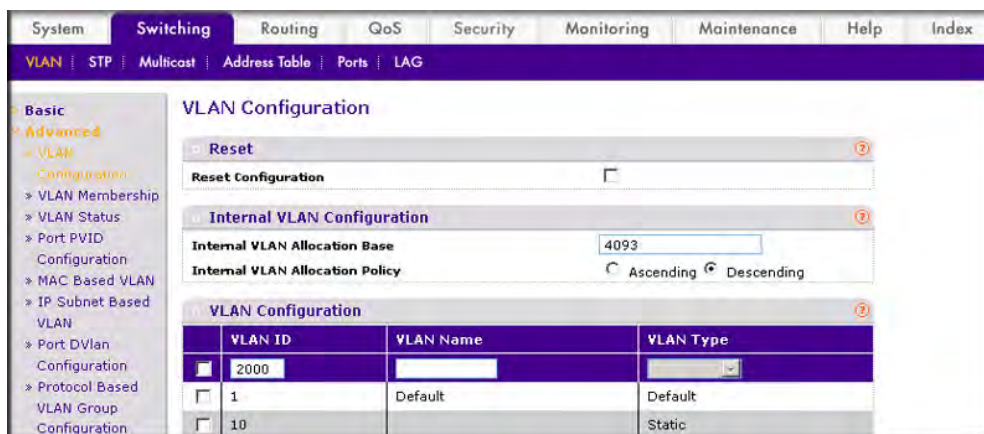 System Switching Routing QoS Security Monitoring Maintenance Help Index
VLAN STP Multicast Address Table Ports LAG
Basic
Advanced
» VLAN
Configuration
» VLAN Membership
» VLAN Status
» Port PVID
Configuration
» MAC Based VLAN
» IP Subnet Based
VLAN
» Port DVlan
Configuration
» Protocol Based
VLAN Group
Configuration
VLAN Configuration
Reset
Reset Configuration
Internal VLAN Configuration
Internal VLAN Allocation Base 4093
Internal VLAN Allocation Policy Ascending Descending
VLAN Configuration
VLAN ID VLAN Name VLAN Type
2000
1 Default Default
10 Static